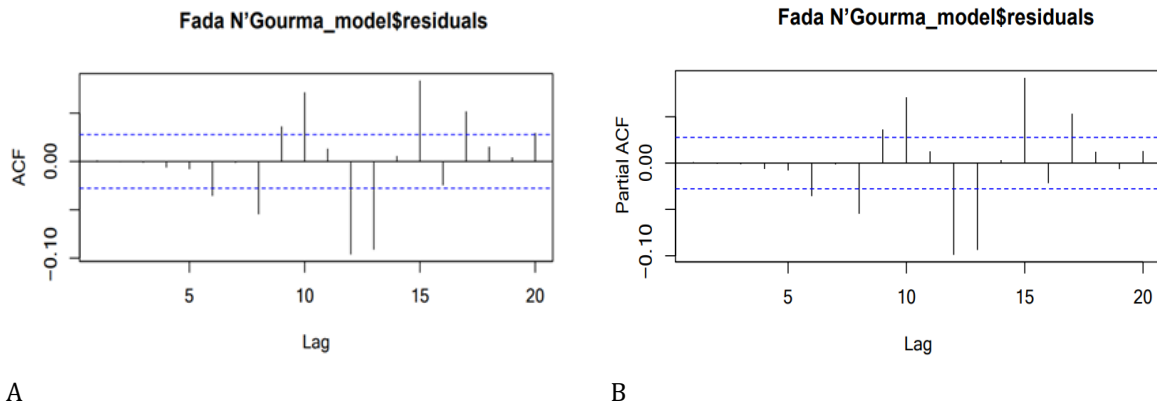 Fada N’Gourma_model$residuals
ACF
0.00
−0.10
5
10
15
20
Lag
A
Fada N’Gourma_model$residuals
Partial ACF
0.00
−0.10
5
10
15
20
Lag
B